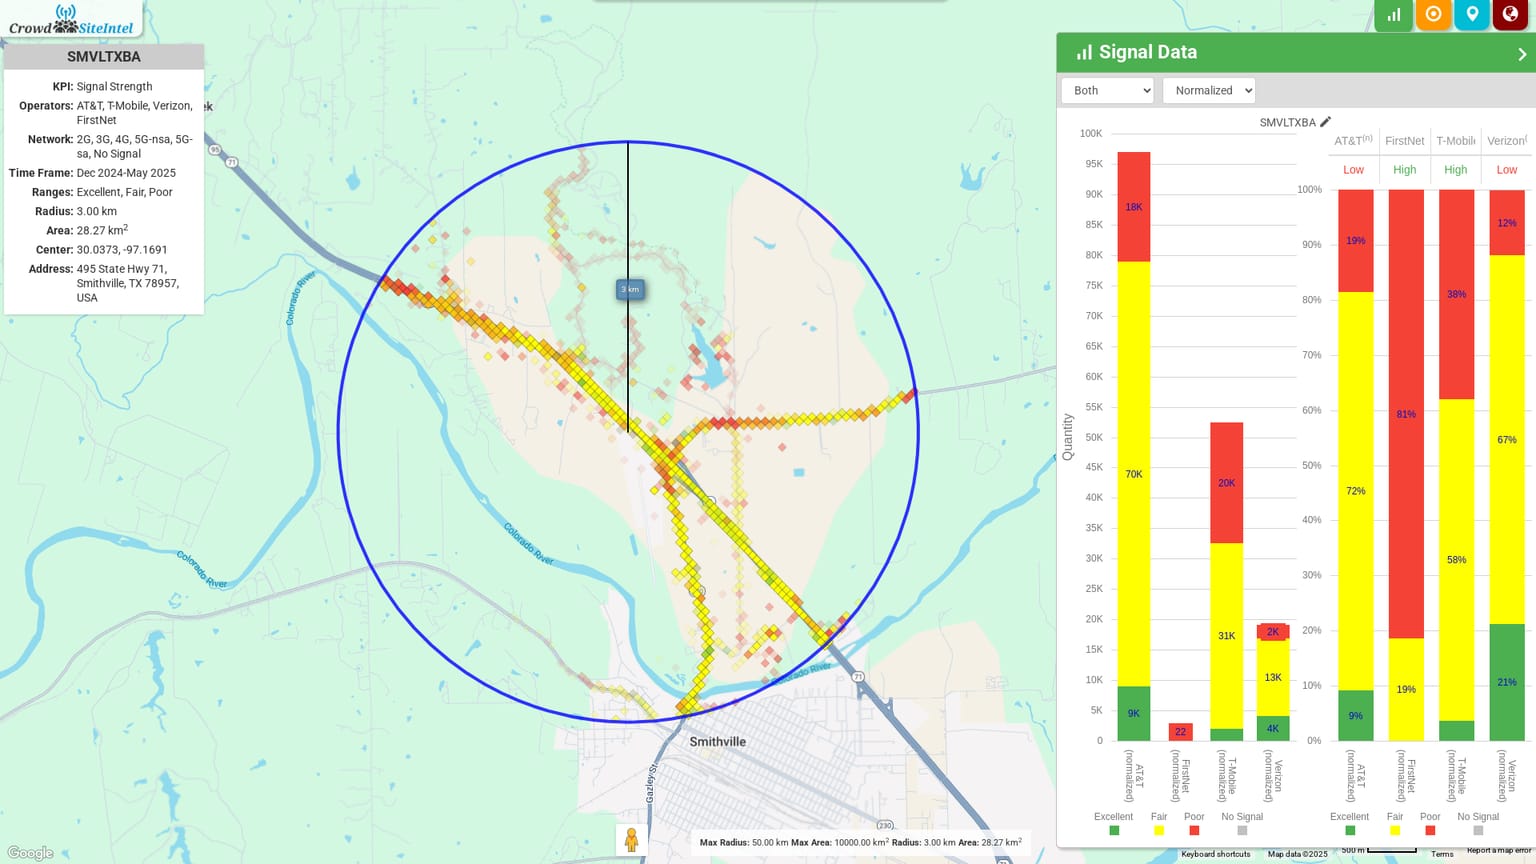 Crowd SiteIntel
SMVLTXBA
KPI: Signal Strength
Operators: AT&T, T-Mobile, Verizon,
FirstNet
Network: 2G, 3G, 4G, 5G-nsa, 5G-
sa, No Signal
Time Frame: Dec 2024-May 2025
Ranges: Excellent, Fair, Poor
Radius: 3.00 km
Area: 28.27 km2
Center: 30.0373, -97.1691
Address: 495 State Hwy 71,
Smithville, TX 78957,
USA
ek
95
71
Colorado River
3 km
Colorado River
Colorado River
Colorado River
71
Smithville
Gazley St
230
71
Google
Max Radius: 50.00 km Max Area: 10000.00 km2 Radius: 3.00 km Area: 28.27 km2
Keyboard shortcuts
Map data ©2025
500 m
Terms
Report a map error
Signal Data
Both
Normalized
SMVLTXBA
Quantity
100K
95K
90K
85K
80K
75K
70K
65K
60K
55K
50K
45K
40K
35K
30K
25K
20K
15K
10K
5K
0
18K
70K
9K
22
20K
31K
2K
13K
4K
AT&T
(normalized)
FirstNet
(normalized)
T-Mobile
(normalized)
Verizon
(normalized)
Excellent Fair Poor No Signal
AT&T(n) FirstNet T-Mobile Verizon(
Low High High Low
100%
90%
80%
70%
60%
50%
40%
30%
20%
10%
0%
19%
72%
9%
81%
19%
38%
58%
12%
67%
21%
AT&T
(normalized)
FirstNet
(normalized)
T-Mobile
(normalized)
Verizon
(normalized)
Excellent Fair Poor No Signal